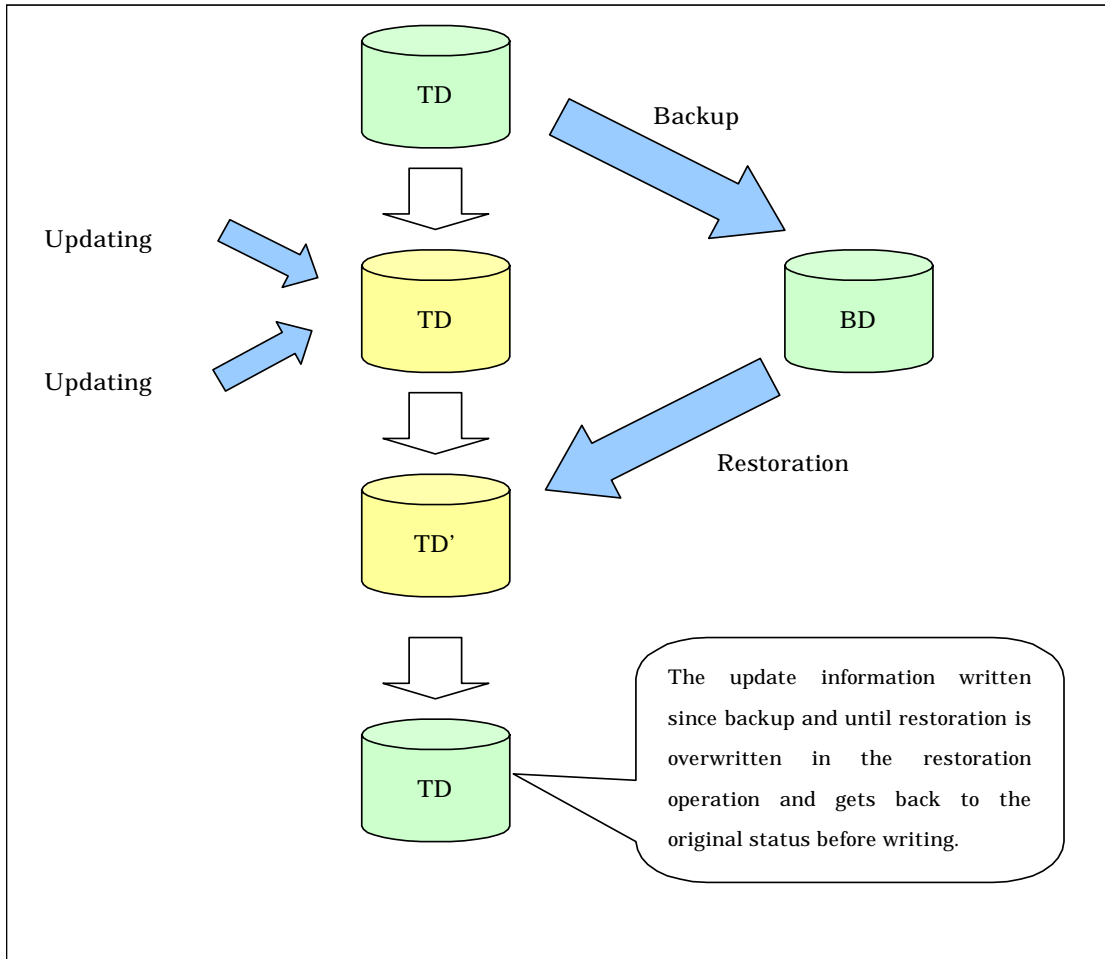 TD
Backup
Updating
TD
BD
Updating
Restoration
TD’
The update information written
since backup and until restoration is
overwritten in the restoration
operation and gets back to the
original status before writing.
TD